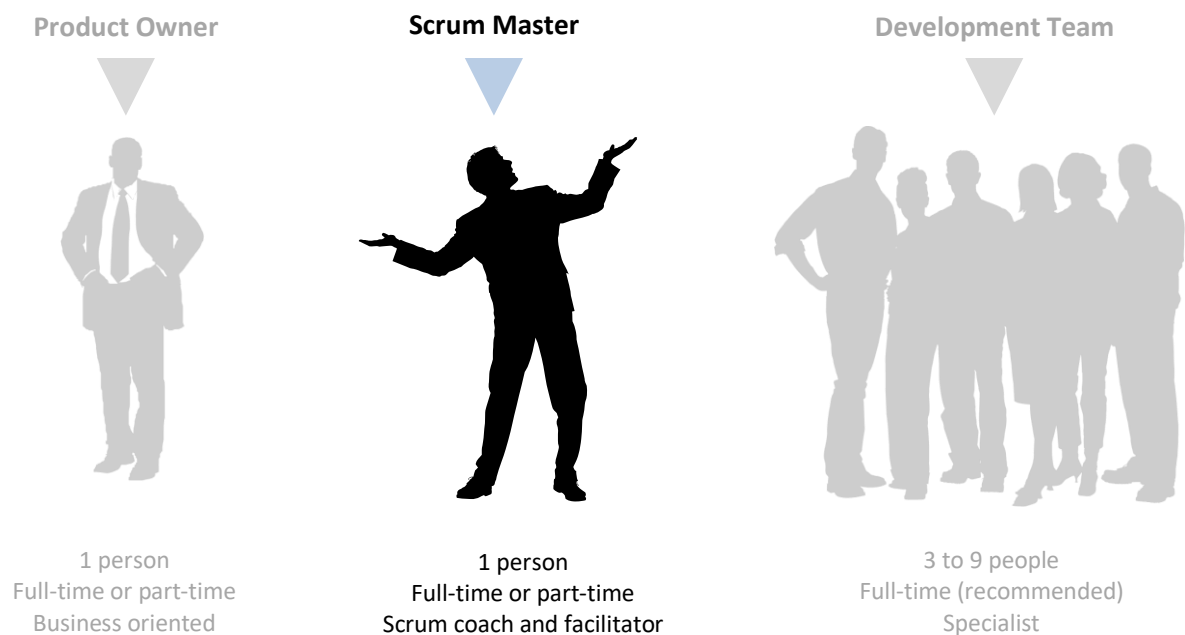 Product Owner
Scrum Master
Development Team
1 person
Full-time or part-time
Business oriented
1 person
Full-time or part-time
Scrum coach and facilitator
3 to 9 people
Full-time (recommended)
Specialist